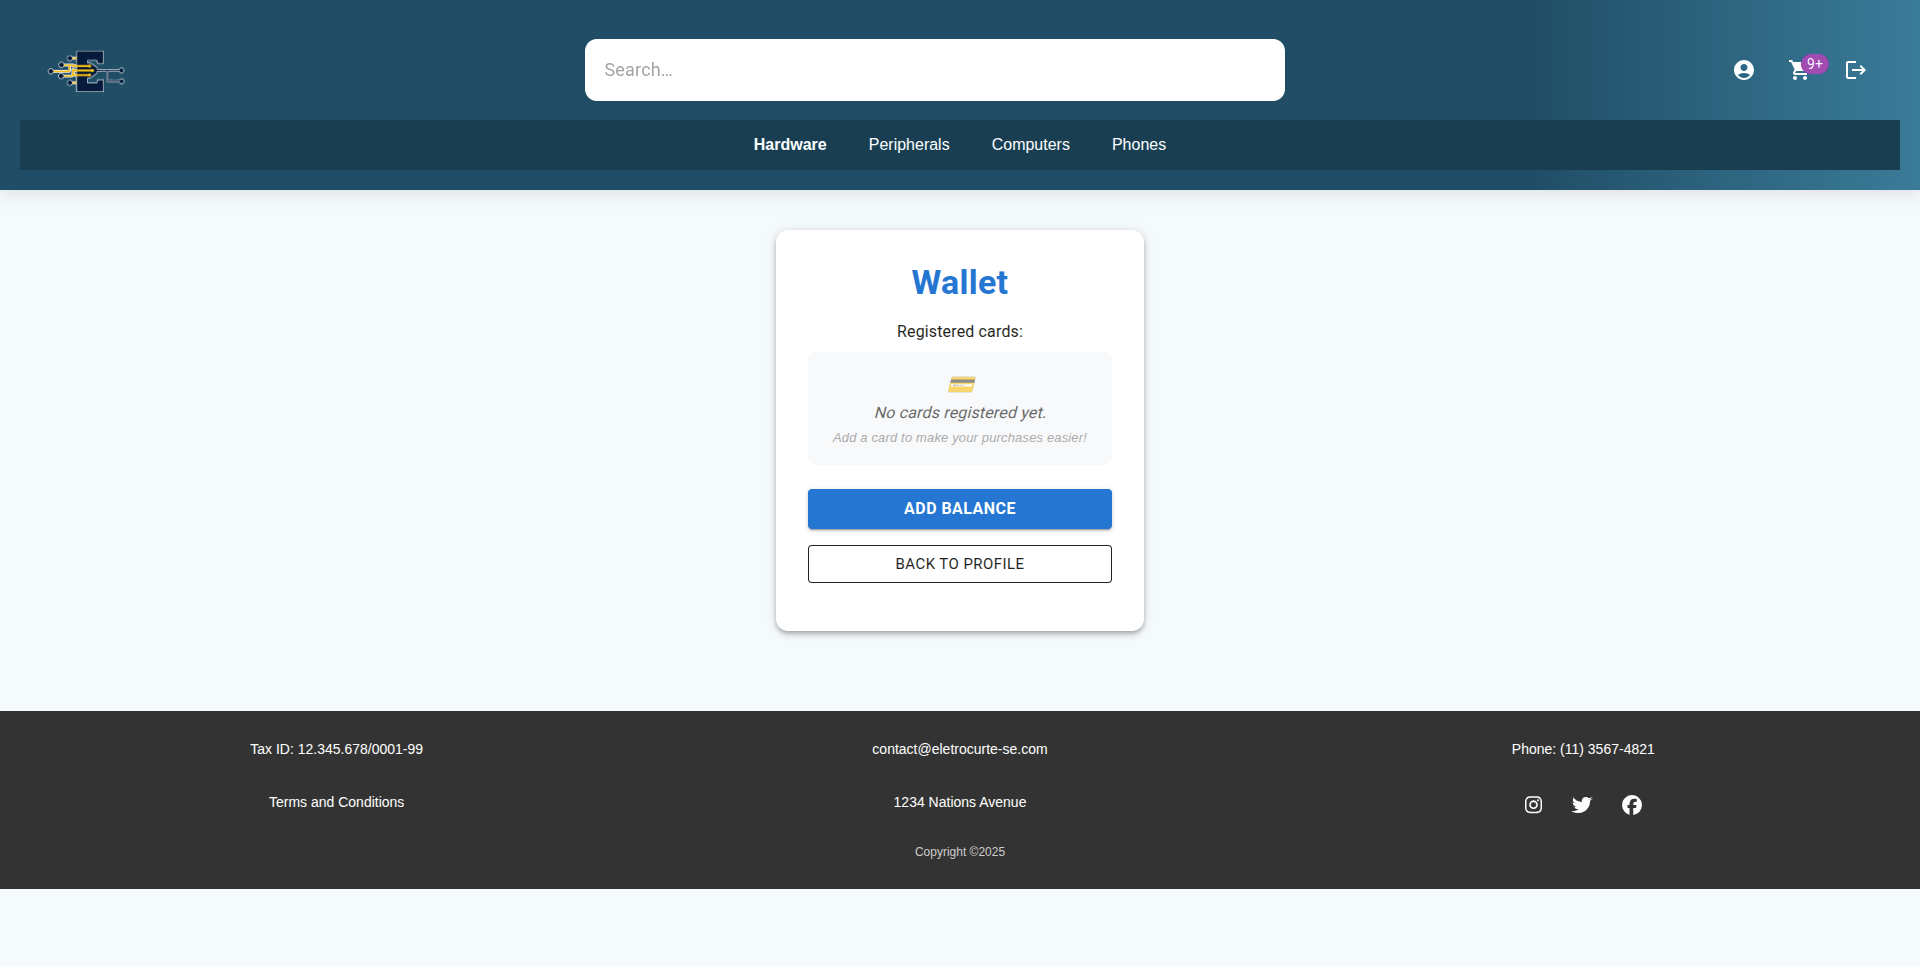 Search...
9+
Hardware
Peripherals
Computers
Phones
Wallet
Registered cards:
No cards registered yet.
Add a card to make your purchases easier!
ADD BALANCE
BACK TO PROFILE
Tax ID: 12.345.678/0001-99
contact@eletrocurte-se.com
Phone: (11) 3567-4821
Terms and Conditions
1234 Nations Avenue
Copyright ©2025